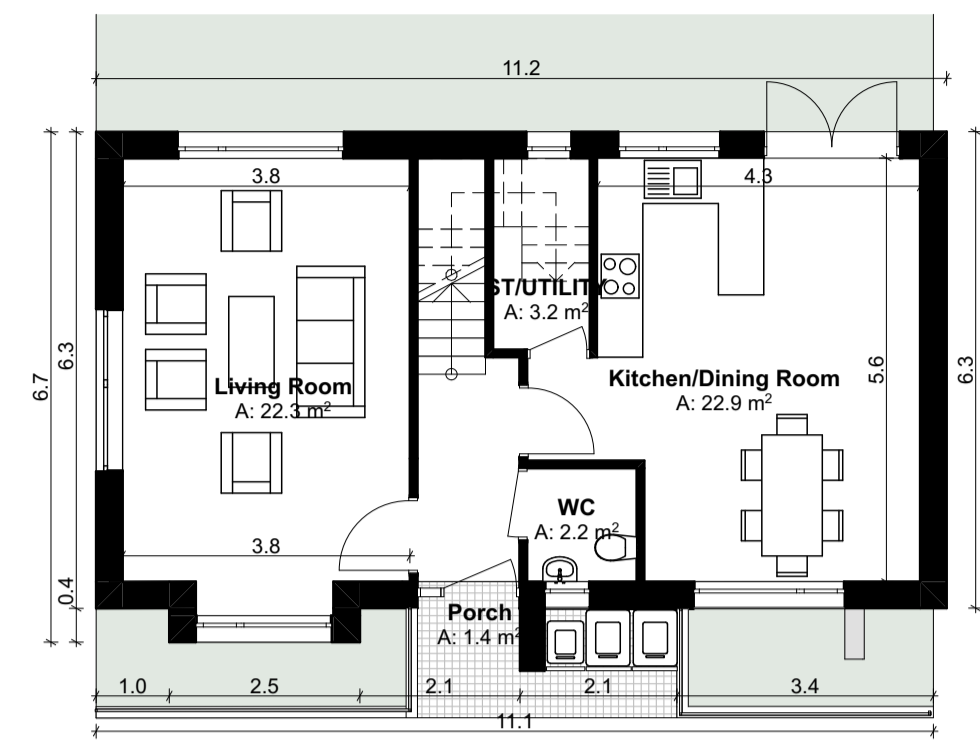 11.2
3.8
4.3
ST/UTILITY
A: 3.2 m²
6.7
6.3
5.6
6.3
Living Room
A: 22.3 m²
Kitchen/Dining Room
A: 22.9 m²
WC
A: 2.2 m²
3.8
0.4
Porch
A: 1.4 m²
1.0
2.5
2.1
2.1
3.4
11.1